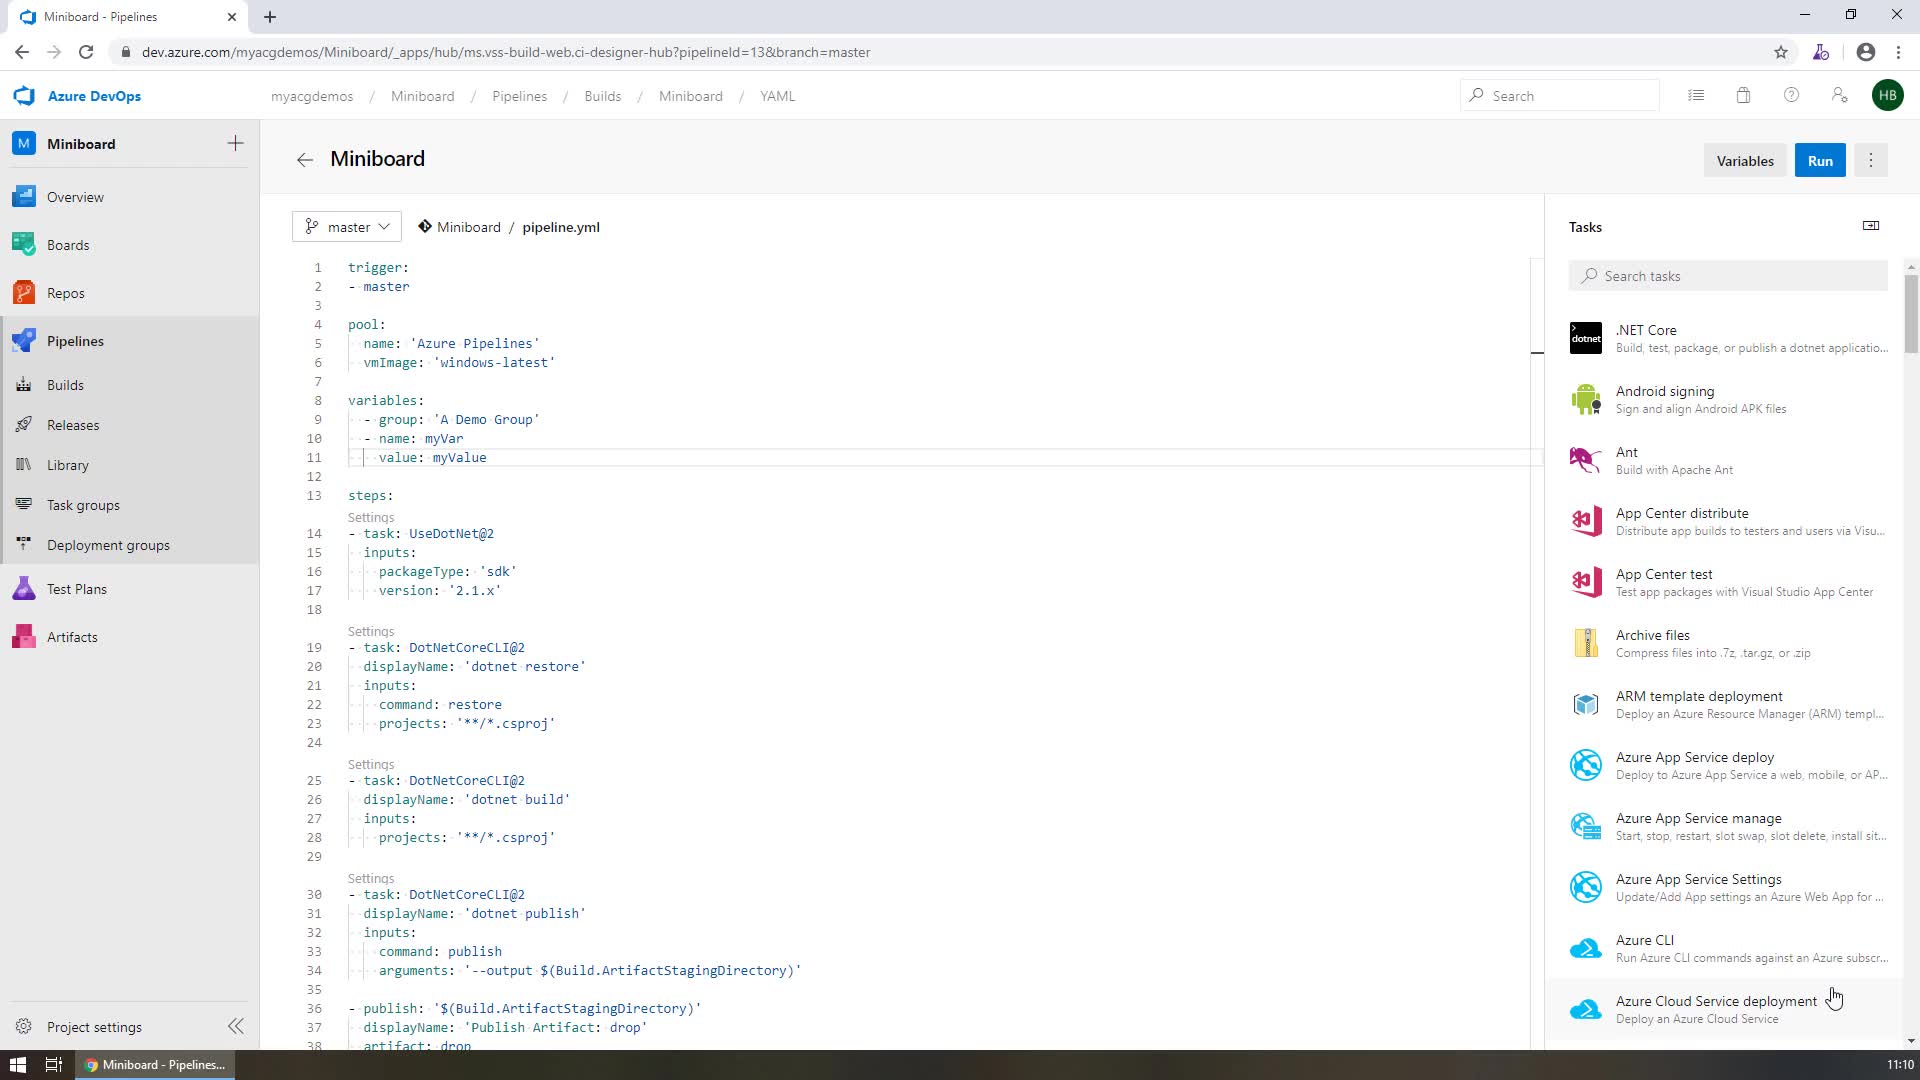 Miniboard - Pipelines
dev.azure.com/myacgdemos/Miniboard/_apps/hub/ms.vss-build-web.ci-designer-hub?pipelineId=13&branch=master
Azure DevOps
myacgdemos / Miniboard / Pipelines / Builds / Miniboard / YAML
Search
HB
M Miniboard
Overview
Boards
Repos
Pipelines
Builds
Releases
Library
Task groups
Deployment groups
Test Plans
Artifacts
Project settings
Miniboard
Variables
Run
master
Miniboard / pipeline.yml
1 trigger:
2 - master
3
4 pool:
5 name: 'Azure Pipelines'
6 vmImage: 'windows-latest'
7
8 variables:
9 - group: 'A Demo Group'
10 - name: myVar
11 value: myValue
12
13 steps:
Settings
14 - task: UseDotNet@2
15 inputs:
16 packageType: 'sdk'
17 version: '2.1.x'
18
Settings
19 - task: DotNetCoreCLI@2
20 displayName: 'dotnet restore'
21 inputs:
22 command: restore
23 projects: '**/*.csproj'
24
Settings
25 - task: DotNetCoreCLI@2
26 displayName: 'dotnet build'
27 inputs:
28 projects: '**/*.csproj'
29
Settings
30 - task: DotNetCoreCLI@2
31 displayName: 'dotnet publish'
32 inputs:
33 command: publish
34 arguments: '--output $(Build.ArtifactStagingDirectory)'
35
36 - publish: '$(Build.ArtifactStagingDirectory)'
37 displayName: 'Publish Artifact: drop'
38 artifact: drop
Tasks
Search tasks
dotnet
.NET Core
Build, test, package, or publish a dotnet applicatio...
Android signing
Sign and align Android APK files
Ant
Build with Apache Ant
App Center distribute
Distribute app builds to testers and users via Visu...
App Center test
Test app packages with Visual Studio App Center
Archive files
Compress files into .7z, .tar.gz, or .zip
ARM template deployment
Deploy an Azure Resource Manager (ARM) templ...
Azure App Service deploy
Deploy to Azure App Service a web, mobile, or AP...
Azure App Service manage
Start, stop, restart, slot swap, slot delete, install sit...
Azure App Service Settings
Update/Add App settings an Azure Web App for ...
Azure CLI
Run Azure CLI commands against an Azure subscr...
Azure Cloud Service deployment
Deploy an Azure Cloud Service
Miniboard - Pipelines...
11:10